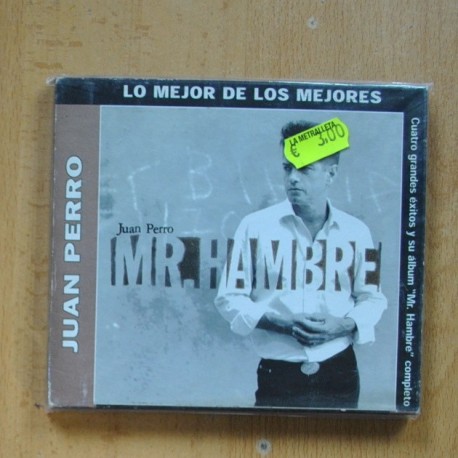 LO MEJOR DE LOS MEJORES
JUAN PERRO
LA METRALLETA
€ 3,00
Juan Perro
MR. HAMBRE
Cuatro grandes éxitos y su álbum "Mr. Hambre" completo